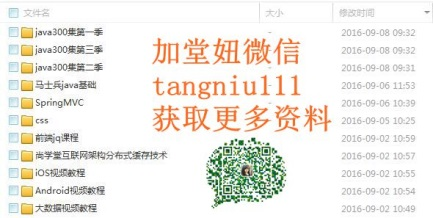 文件名 大小 修改时间
java300集第一季 2016-09-08 09:32
java300集第三季 2016-09-08 09:32
java300集第二季 2016-09-08 09:31
马士兵java基础 2016-09-06 11:53
SpringMVC 2016-09-06 10:39
css 2016-09-05 10:25
前端jq课程 2016-09-02 10:59
尚学堂互联网架构分布式缓存技术 2016-09-02 10:57
iOS视频教程 2016-09-02 10:55
Android视频教程 2016-09-02 10:54
大数据视频教程 2016-09-02 10:49
加堂妞微信
tangniu111
获取更多资料